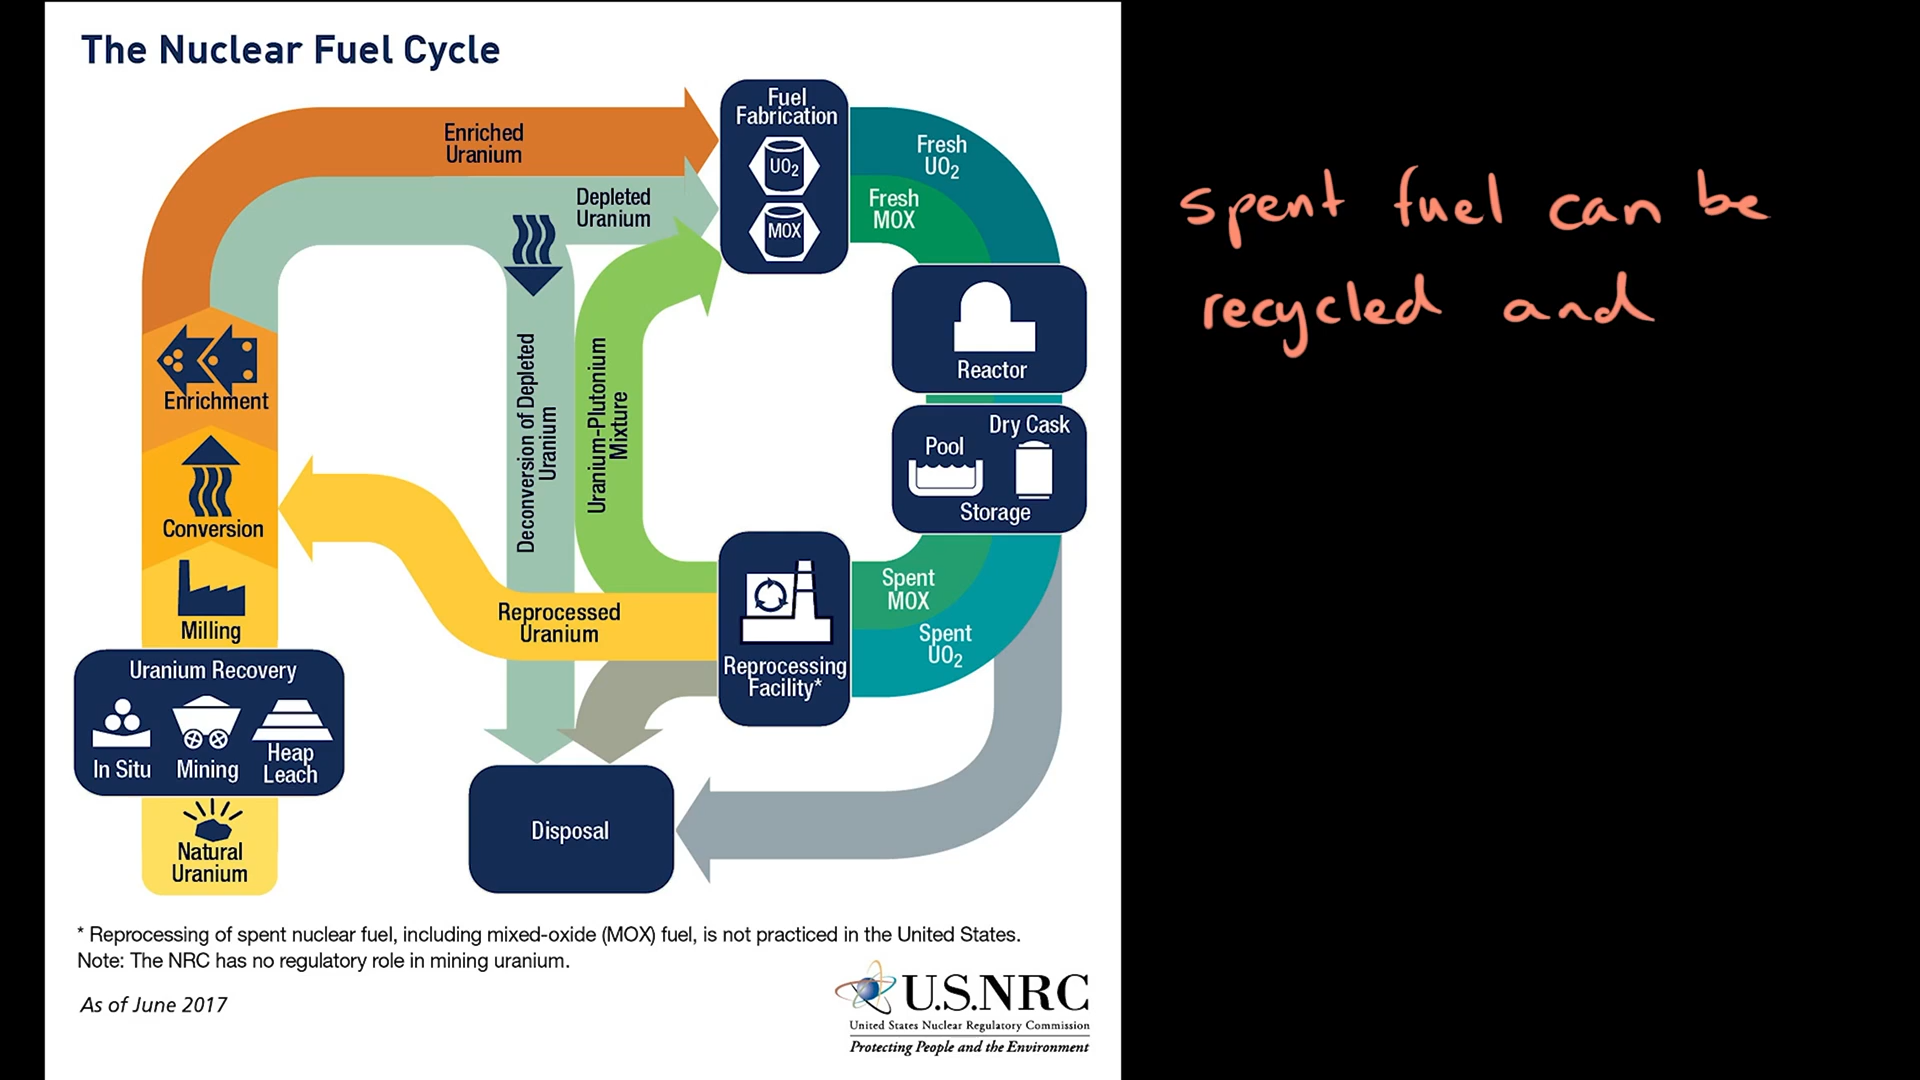 The Nuclear Fuel Cycle
Enriched
Uranium
Depleted
Uranium
Fuel
Fabrication
UO2
MOX
Fresh
UO2
Fresh
MOX
Reactor
Dry Cask
Pool
Storage
Enrichment
Conversion
Milling
Uranium Recovery
In Situ
Mining
Heap
Leach
Natural
Uranium
Deconversion of Depleted
Uranium
Uranium-Plutonium
Mixture
Reprocessed
Uranium
Reprocessing
Facility*
Spent
MOX
Spent
UO2
Disposal
* Reprocessing of spent nuclear fuel, including mixed-oxide (MOX) fuel, is not practiced in the United States.
Note: The NRC has no regulatory role in mining uranium.
As of June 2017
U.S.NRC
United States Nuclear Regulatory Commission
Protecting People and the Environment
spent fuel can be
recycled and